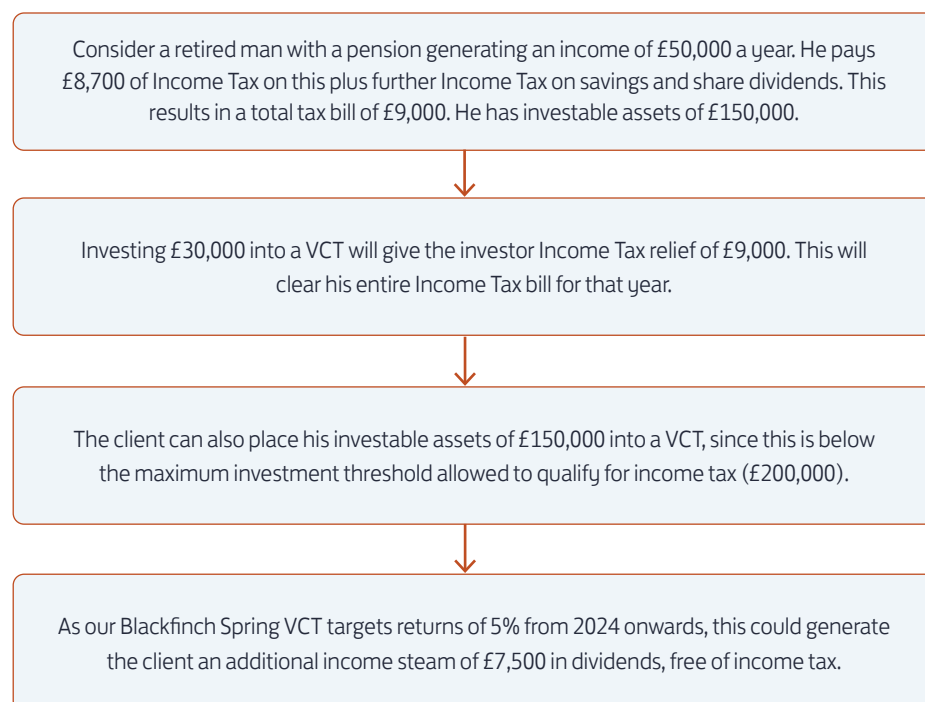 Consider a retired man with a pension generating an income of £50,000 a year. He pays
£8,700 of Income Tax on this plus further Income Tax on savings and share dividends. This
results in a total tax bill of £9,000. He has investable assets of £150,000.
Investing £30,000 into a VCT will give the investor Income Tax relief of £9,000. This will
clear his entire Income Tax bill for that year.
The client can also place his investable assets of £150,000 into a VCT, since this is below
the maximum investment threshold allowed to qualify for income tax (£200,000).
As our Blackfinch Spring VCT targets returns of 5% from 2024 onwards, this could generate
the client an additional income steam of £7,500 in dividends, free of income tax.